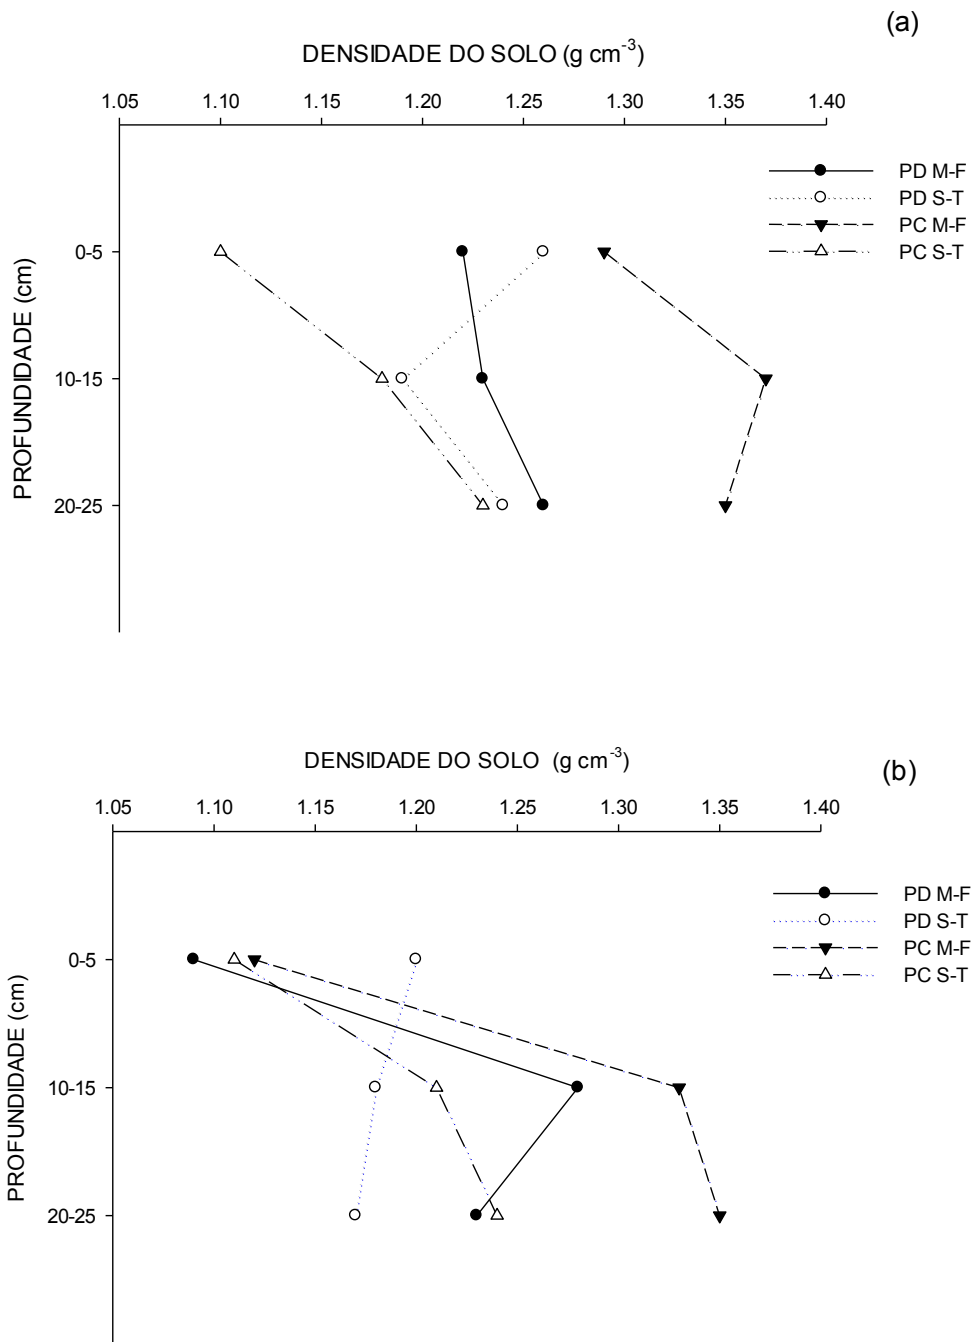 (a)
DENSIDADE DO SOLO (g cm-3)
1.05 1.10 1.15 1.20 1.25 1.30 1.35 1.40
PD M-F
PD S-T
PC M-F
PC S-T
PROFUNDIDADE (cm)
0-5
10-15
20-25
(b)
DENSIDADE DO SOLO (g cm-3)
1.05 1.10 1.15 1.20 1.25 1.30 1.35 1.40
PD M-F
PD S-T
PC M-F
PC S-T
PROFUNDIDADE (cm)
0-5
10-15
20-25